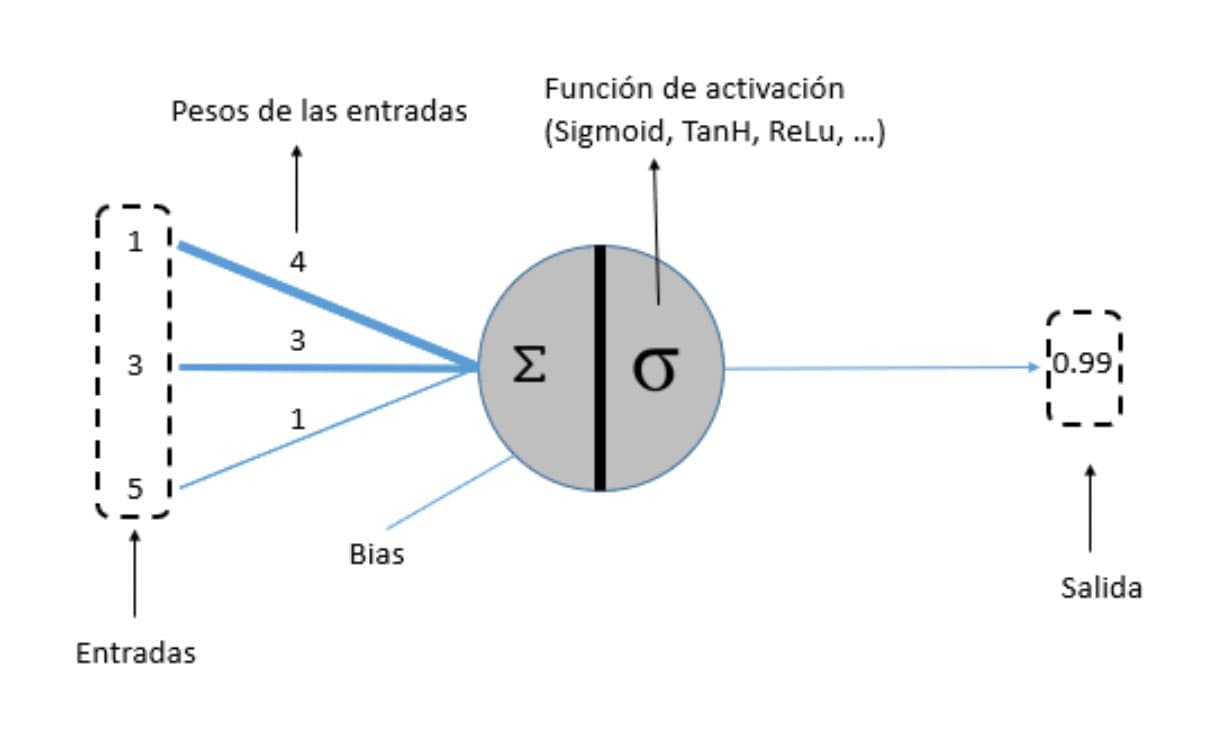 Función de activación
(Sigmoid, TanH, ReLu, ...)
Pesos de las entradas
1
4
3
3
1
5
Σ
σ
0.99
Bias
Salida
Entradas